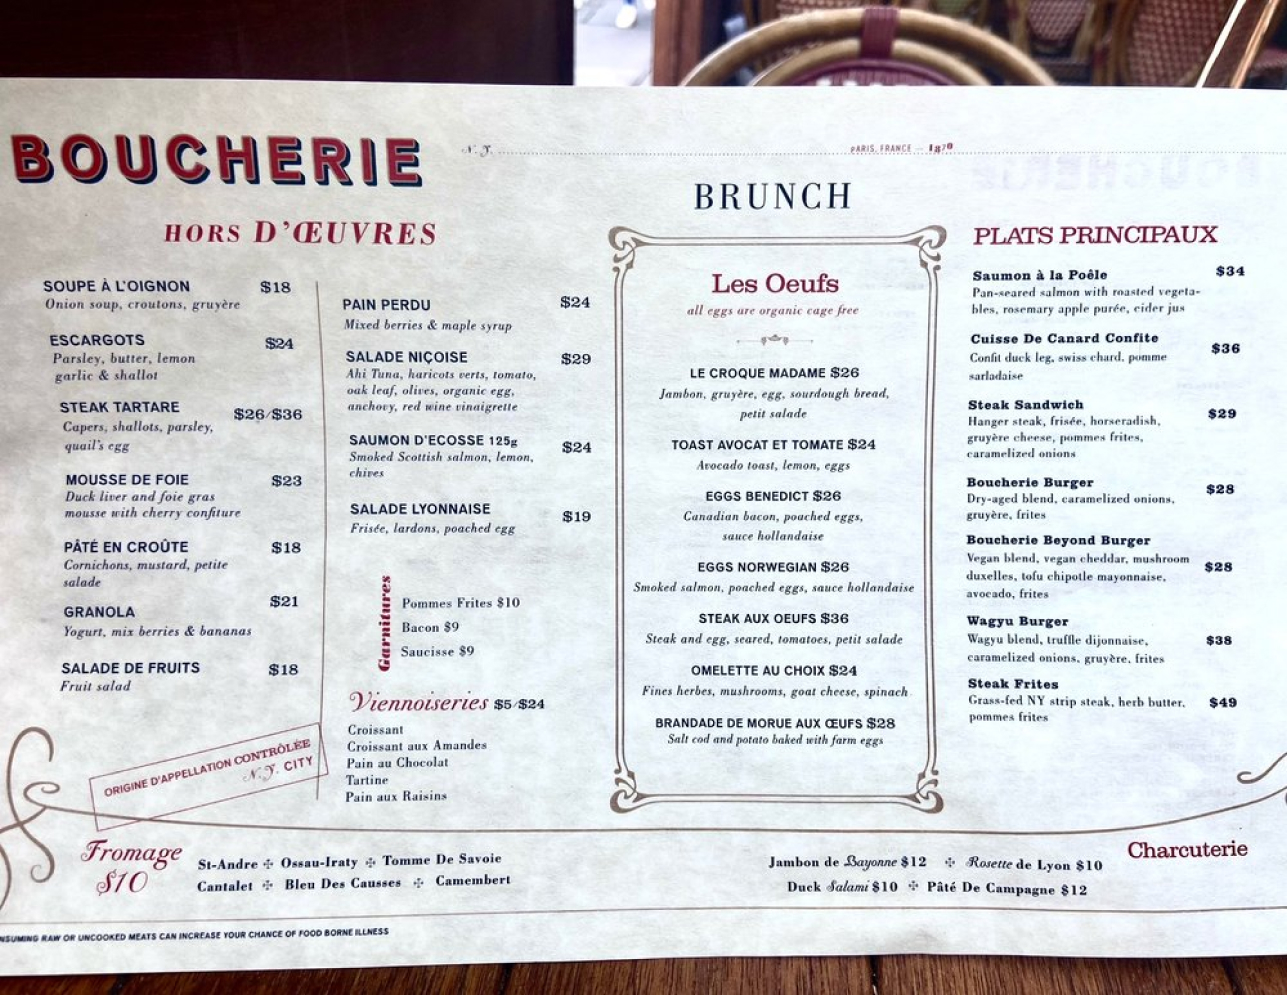 BOUCHERIE
N.Y.
PARIS, FRANCE — 1870
BRUNCH
HORS D'ŒUVRES
SOUPE À L'OIGNON $18
Onion soup, croutons, gruyère
ESCARGOTS $24
Parsley, butter, lemon
garlic & shallot
STEAK TARTARE $26/$36
Capers, shallots, parsley,
quail's egg
MOUSSE DE FOIE $23
Duck liver and foie gras
mousse with cherry confiture
PÂTÉ EN CROÛTE $18
Cornichons, mustard, petite
salade
GRANOLA $21
Yogurt, mix berries & bananas
SALADE DE FRUITS $18
Fruit salad
ORIGINE D'APPELLATION CONTRÔLÉE
N.Y. CITY
PAIN PERDU $24
Mixed berries & maple syrup
SALADE NIÇOISE $29
Ahi Tuna, haricots verts, tomato,
oak leaf, olives, organic egg,
anchovy, red wine vinaigrette
SAUMON D'ECOSSE 125g $24
Smoked Scottish salmon, lemon,
chives
SALADE LYONNAISE $19
Frisée, lardons, poached egg
Garnitures
Pommes Frites $10
Bacon $9
Saucisse $9
Viennoiseries $5/$24
Croissant
Croissant aux Amandes
Pain au Chocolat
Tartine
Pain aux Raisins
Les Oeufs
all eggs are organic cage free
LE CROQUE MADAME $26
Jambon, gruyère, egg, sourdough bread,
petit salade
TOAST AVOCAT ET TOMATE $24
Avocado toast, lemon, eggs
EGGS BENEDICT $26
Canadian bacon, poached eggs,
sauce hollandaise
EGGS NORWEGIAN $26
Smoked salmon, poached eggs, sauce hollandaise
STEAK AUX OEUFS $36
Steak and egg, seared, tomatoes, petit salade
OMELETTE AU CHOIX $24
Fines herbes, mushrooms, goat cheese, spinach
BRANDADE DE MORUE AUX ŒUFS $28
Salt cod and potato baked with farm eggs
PLATS PRINCIPAUX
Saumon à la Poêle $34
Pan-seared salmon with roasted vegeta-
bles, rosemary apple purée, cider jus
Cuisse De Canard Confite $36
Confit duck leg, swiss chard, pomme
sarladaise
Steak Sandwich $29
Hanger steak, frisée, horseradish,
gruyère cheese, pommes frites,
caramelized onions
Boucherie Burger $28
Dry-aged blend, caramelized onions,
gruyère, frites
Boucherie Beyond Burger $28
Vegan blend, vegan cheddar, mushroom
duxelles, tofu chipotle mayonnaise,
avocado, frites
Wagyu Burger $38
Wagyu blend, truffle dijonnaise,
caramelized onions, gruyère, frites
Steak Frites $49
Grass-fed NY strip steak, herb butter,
pommes frites
Fromage
$10
St-Andre ✣ Ossau-Iraty ✣ Tomme De Savoie
Cantalet ✣ Bleu Des Causses ✣ Camembert
Charcuterie
Jambon de Bayonne $12 ✣ Rosette de Lyon $10
Duck Salami $10 ✣ Pâté De Campagne $12
NSUMING RAW OR UNCOOKED MEATS CAN INCREASE YOUR CHANCE OF FOOD BORNE ILLNESS